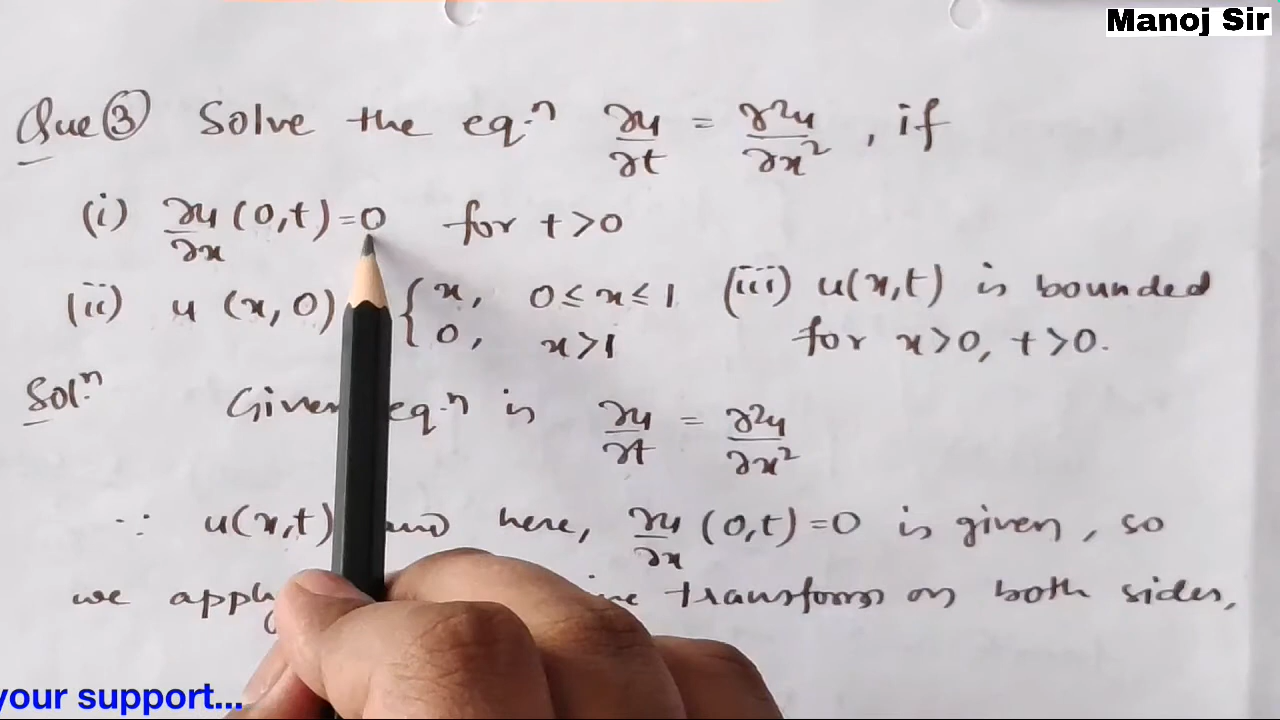 Manoj Sir
Que ③ Solve the eq.ⁿ ∂u/∂t = ∂²u/∂x² , if
(i) ∂u/∂x (0,t) = 0 for t > 0
(ii) u (x, 0) { x, 0 ≤ x ≤ 1
0, x > 1
(iii) u(x,t) is bounded
for x > 0, t > 0.
Solⁿ. Given eq.ⁿ is ∂u/∂t = ∂²u/∂x²
∵ u(x,t) here, ∂u/∂x (0,t) = 0 is given, so
we apply transform on both sides,
your support...